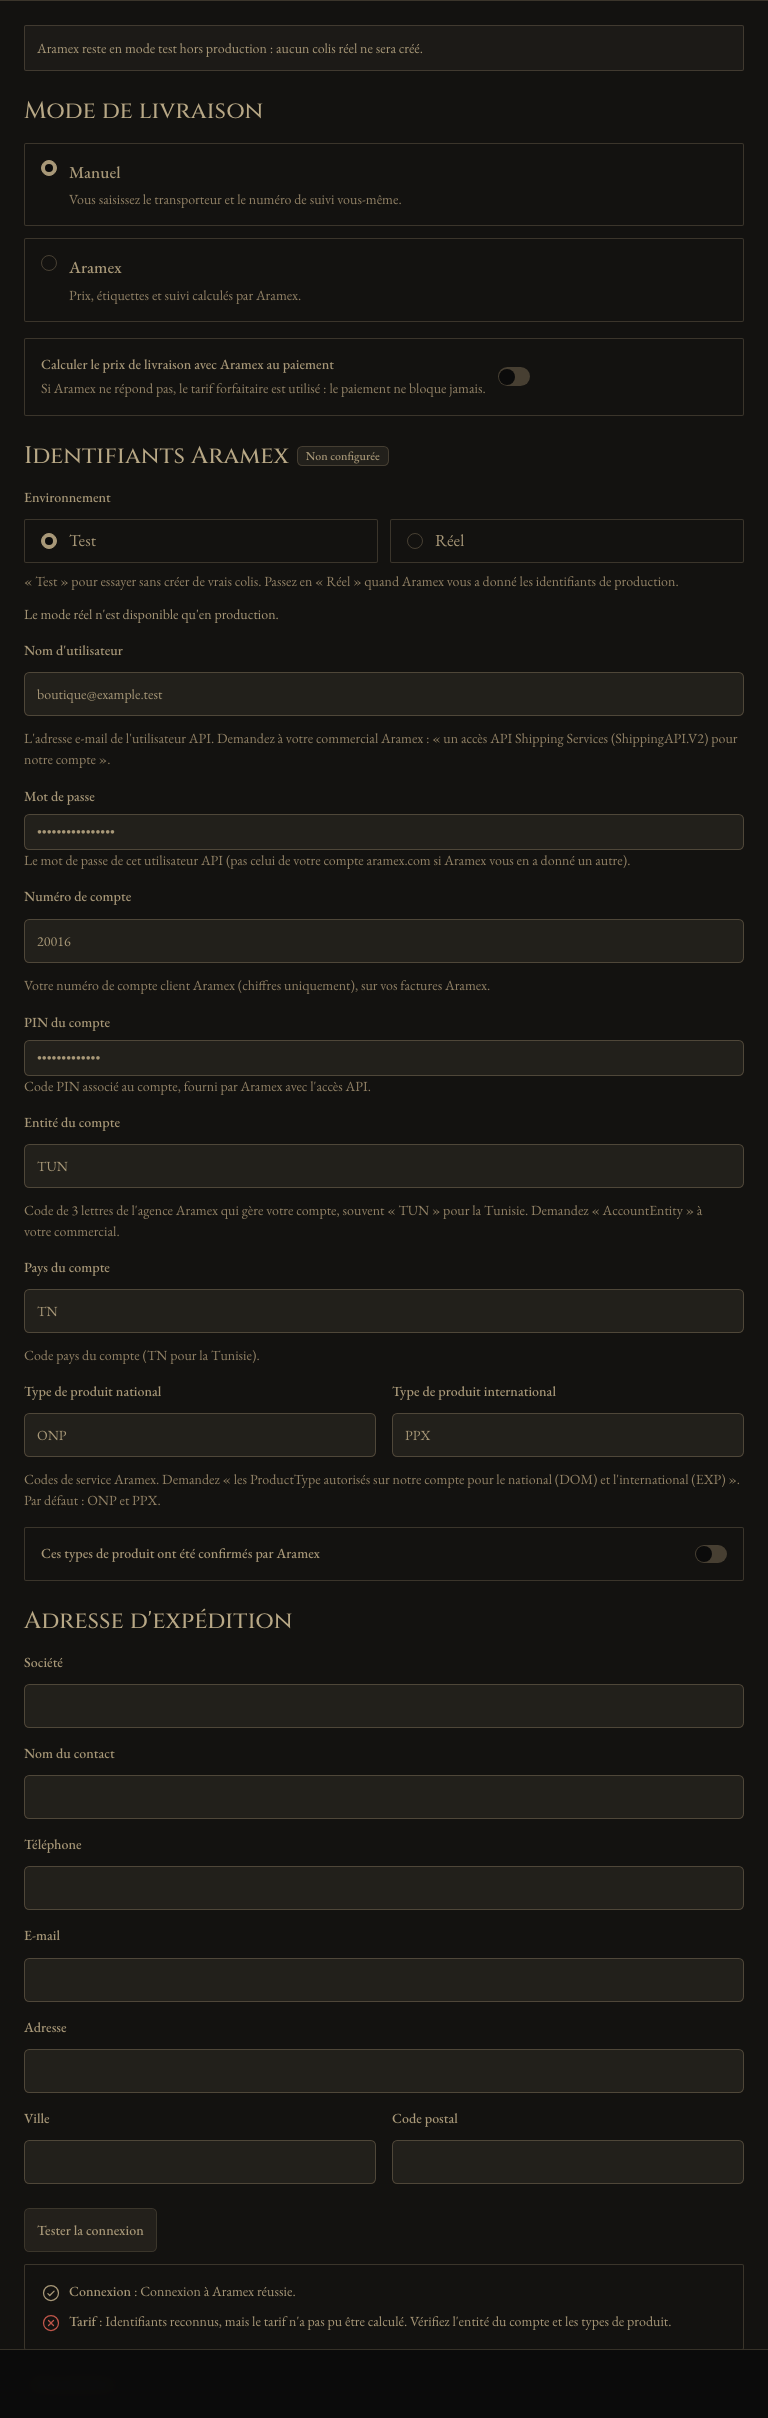 Aramex reste en mode test hors production : aucun colis réel ne sera créé.
Mode de livraison
Manuel
Vous saisissez le transporteur et le numéro de suivi vous-même.
Aramex
Prix, étiquettes et suivi calculés par Aramex.
Calculer le prix de livraison avec Aramex au paiement
Si Aramex ne répond pas, le tarif forfaitaire est utilisé : le paiement ne bloque jamais.
Identifiants Aramex Non configurée
Environnement
Test Réel
« Test » pour essayer sans créer de vrais colis. Passez en « Réel » quand Aramex vous a donné les identifiants de production.
Le mode réel n'est disponible qu'en production.
Nom d'utilisateur
boutique@example.test
L'adresse e-mail de l'utilisateur API. Demandez à votre commercial Aramex : « un accès API Shipping Services (ShippingAPI.V2) pour
notre compte ».
Mot de passe
••••••••••••••••
Le mot de passe de cet utilisateur API (pas celui de votre compte aramex.com si Aramex vous en a donné un autre).
Numéro de compte
20016
Votre numéro de compte client Aramex (chiffres uniquement), sur vos factures Aramex.
PIN du compte
•••••••••••••
Code PIN associé au compte, fourni par Aramex avec l'accès API.
Entité du compte
TUN
Code de 3 lettres de l'agence Aramex qui gère votre compte, souvent « TUN » pour la Tunisie. Demandez « AccountEntity » à
votre commercial.
Pays du compte
TN
Code pays du compte (TN pour la Tunisie).
Type de produit national Type de produit international
ONP PPX
Codes de service Aramex. Demandez « les ProductType autorisés sur notre compte pour le national (DOM) et l'international (EXP) ».
Par défaut : ONP et PPX.
Ces types de produit ont été confirmés par Aramex
Adresse d'expédition
Société
Nom du contact
Téléphone
E-mail
Adresse
Ville Code postal
Tester la connexion
Connexion : Connexion à Aramex réussie.
Tarif : Identifiants reconnus, mais le tarif n'a pas pu être calculé. Vérifiez l'entité du compte et les types de produit.